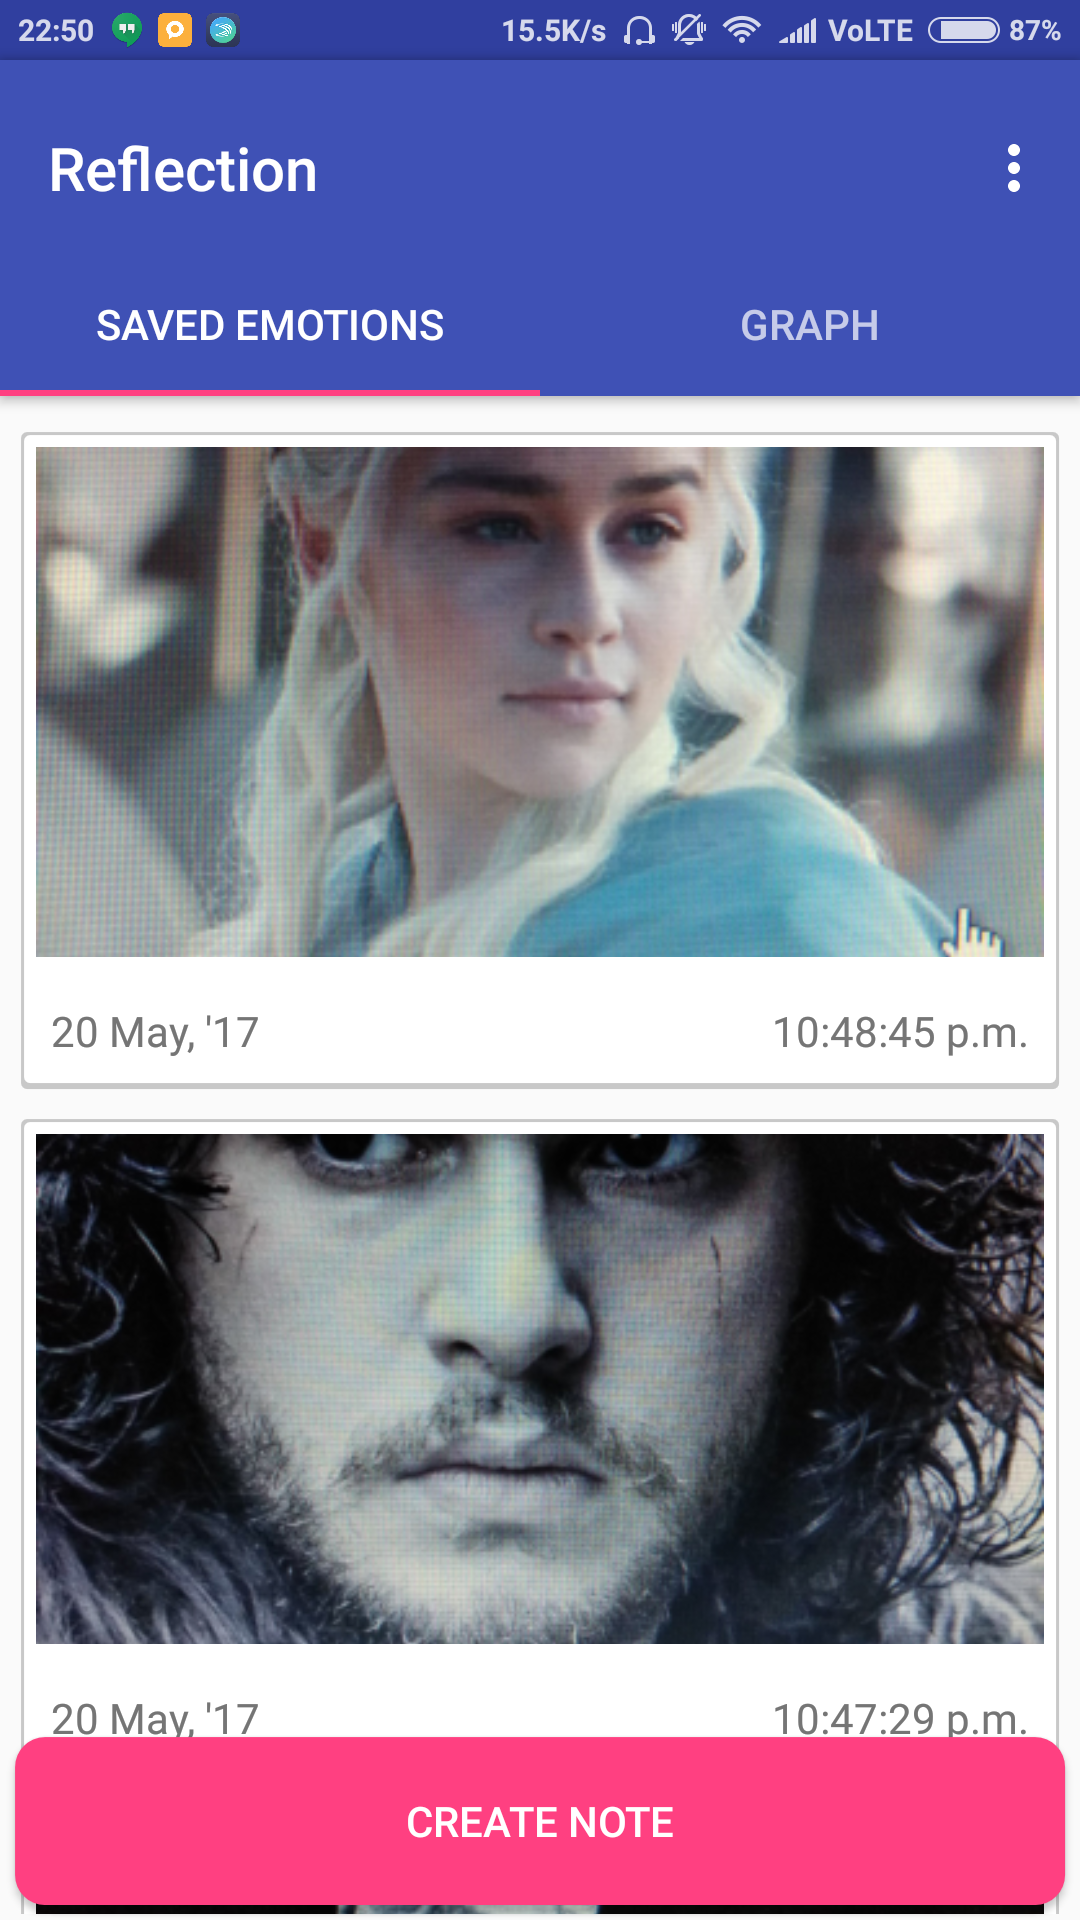 22:50 15.5K/s VoLTE 87%
Reflection
SAVED EMOTIONS GRAPH
20 May, '17 10:48:45 p.m.
20 May, '17 10:47:29 p.m.
CREATE NOTE